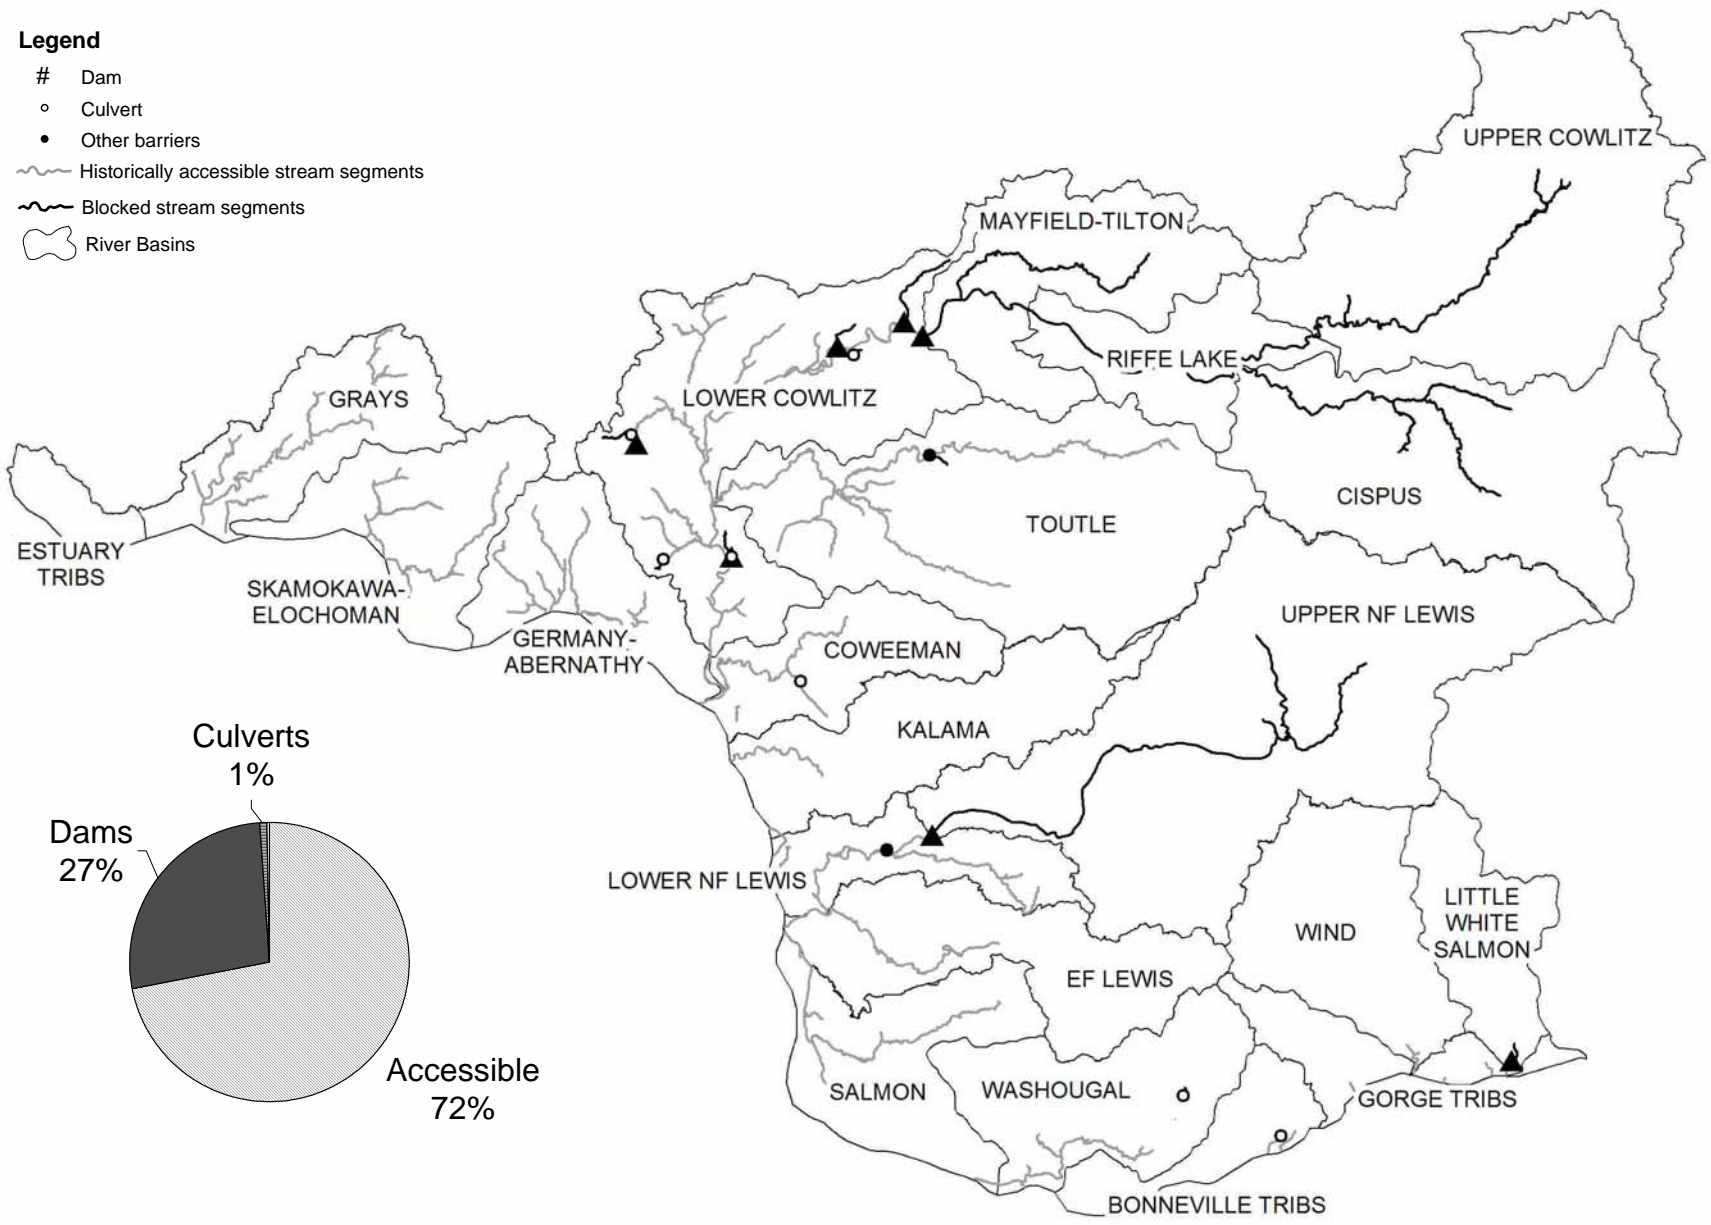 Legend
# Dam
Culvert
Other barriers
Historically accessible stream segments
Blocked stream segments
River Basins
UPPER COWLITZ
MAYFIELD-TILTON
RIFFE LAKE
GRAYS
LOWER COWLITZ
CISPUS
TOUTLE
ESTUARY
TRIBS
SKAMOKAWA-
ELOCHOMAN
UPPER NF LEWIS
GERMANY-
ABERNATHY
COWEEMAN
KALAMA
Culverts
1%
Dams
27%
Accessible
72%
LOWER NF LEWIS
WIND
LITTLE
WHITE
SALMON
EF LEWIS
SALMON
WASHOUGAL
GORGE TRIBS
BONNEVILLE TRIBS